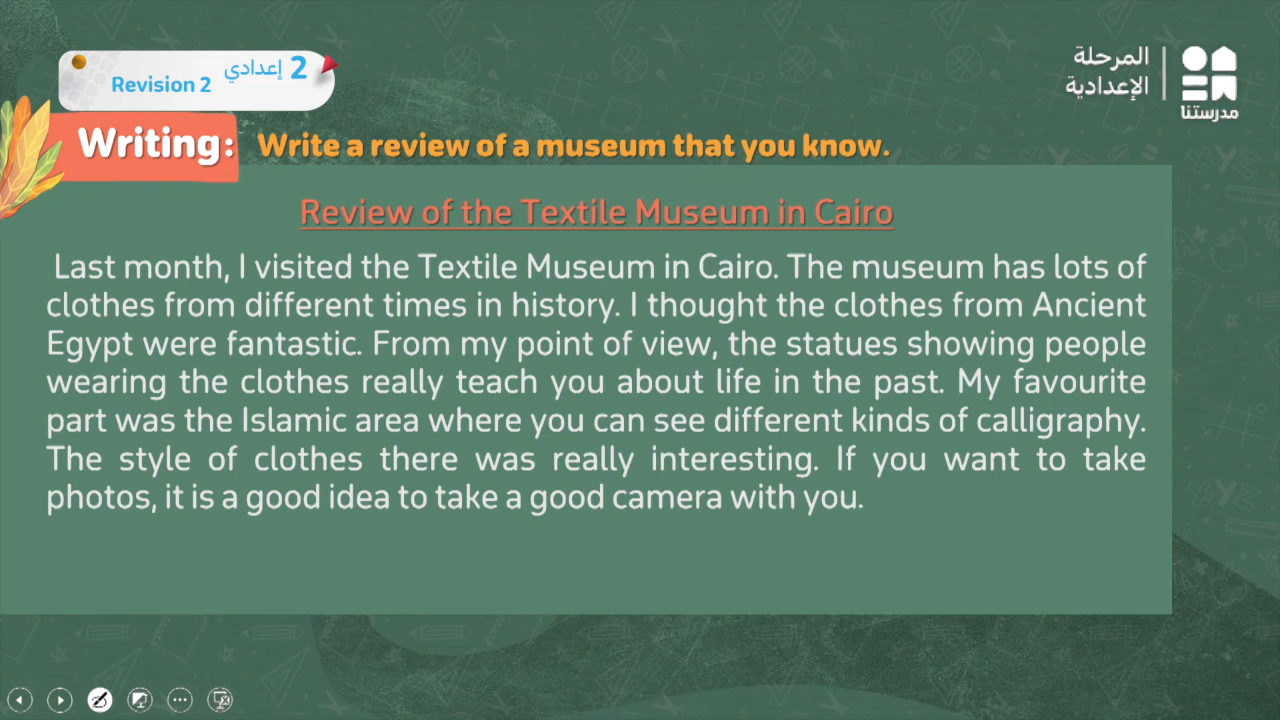 2 إعدادي
Revision 2
المرحلة
الإعدادية
مدرستنا
Writing: Write a review of a museum that you know.
Review of the Textile Museum in Cairo
Last month, I visited the Textile Museum in Cairo. The museum has lots of
clothes from different times in history. I thought the clothes from Ancient
Egypt were fantastic. From my point of view, the statues showing people
wearing the clothes really teach you about life in the past. My favourite
part was the Islamic area where you can see different kinds of calligraphy.
The style of clothes there was really interesting. If you want to take
photos, it is a good idea to take a good camera with you.